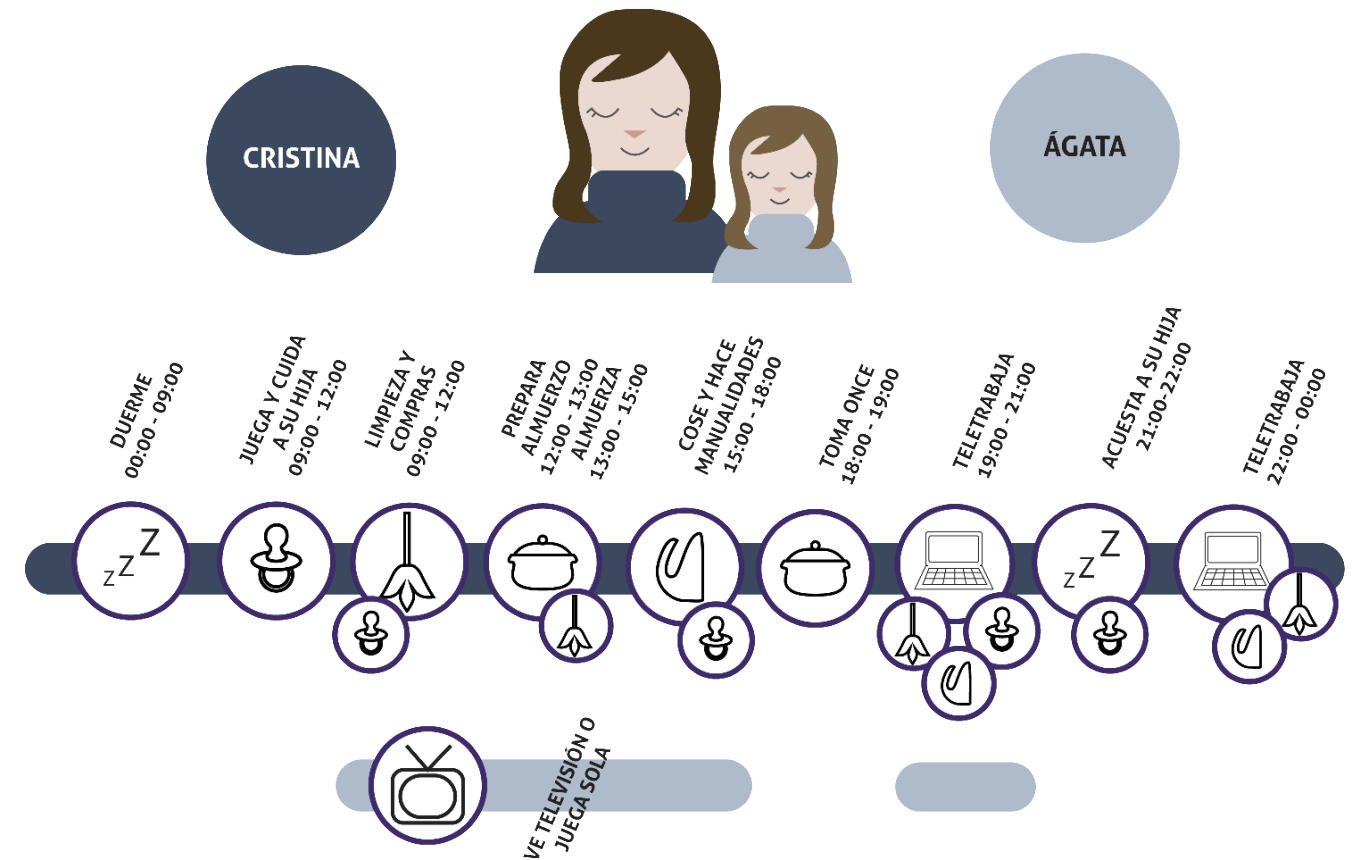 CRISTINA
ÁGATA
DUERME
00:00 - 09:00
JUEGA Y CUIDA
A SU HIJA
09:00 - 12:00
LIMPIEZA Y
COMPRAS
09:00 - 12:00
PREPARA
ALMUERZO
12:00 - 13:00
ALMUERZA
13:00 - 15:00
COSE Y HACE
MANUALIDADES
15:00 - 18:00
TOMA ONCE
18:00 - 19:00
TELETRABAJA
19:00 - 21:00
ACUESTA A SU HIJA
21:00-22:00
TELETRABAJA
22:00 - 00:00
z z Z
z z Z
VE TELEVISIÓN O
JUEGA SOLA